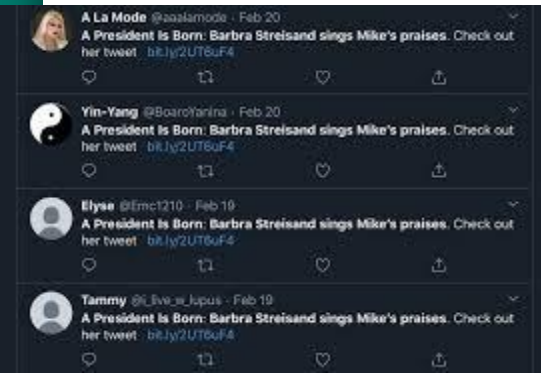 A La Mode @aaalamode · Feb 20
A President Is Born: Barbra Streisand sings Mike's praises. Check out
her tweet bit.ly/2UT6uF4
Yin-Yang @BoaroYanina · Feb 20
A President Is Born: Barbra Streisand sings Mike's praises. Check out
her tweet bit.ly/2UT6uF4
Elyse @Emc1210 · Feb 19
A President Is Born: Barbra Streisand sings Mike's praises. Check out
her tweet bit.ly/2UT6uF4
Tammy @i_live_w_lupus · Feb 19
A President Is Born: Barbra Streisand sings Mike's praises. Check out
her tweet bit.ly/2UT6uF4